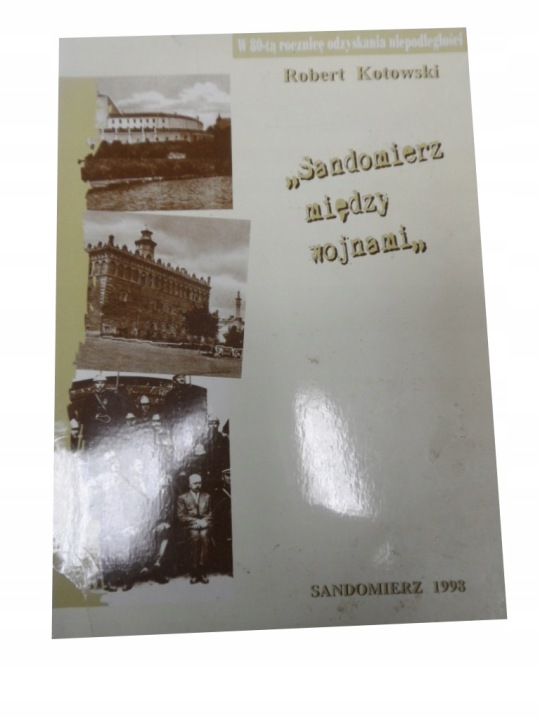 W 80-tą rocznicę odzyskania niepodległości
Robert Kotowski
„Sandomierz
między
wojnami„
SANDOMIERZ 1998